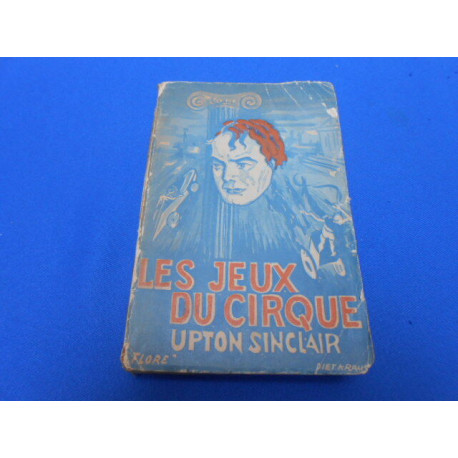 LES JEUX
DU CIRQUE
UPTON SINCLAIR
FLORE